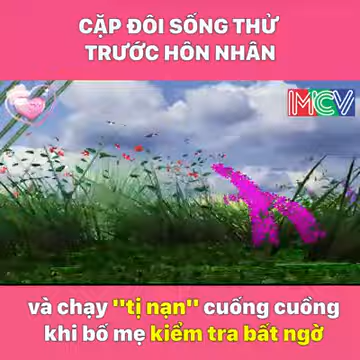 CẶP ĐÔI SỐNG THỬ
TRƯỚC HÔN NHÂN
MCV
và chạy "tị nạn" cuống cuồng
khi bố mẹ kiểm tra bất ngờ